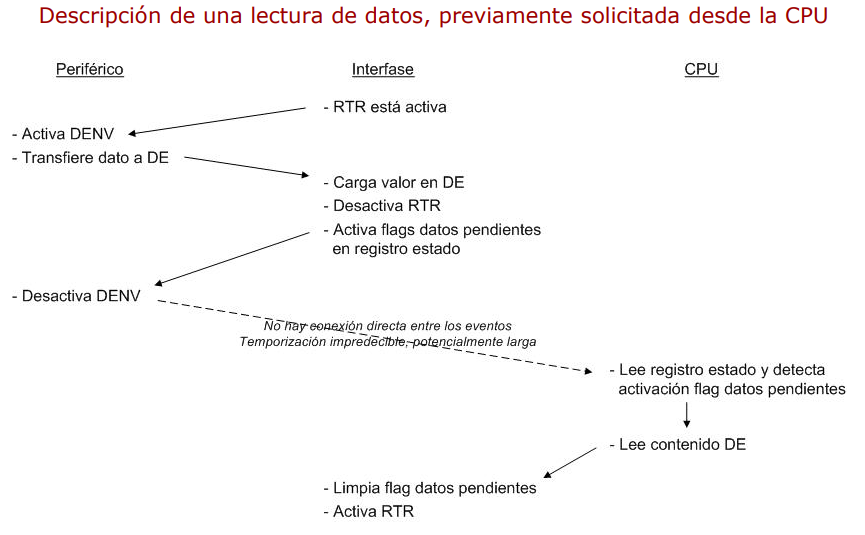 Descripción de una lectura de datos, previamente solicitada desde la CPU
Periférico
Interfase
CPU
- RTR está activa
- Activa DENV
- Transfiere dato a DE
- Carga valor en DE
- Desactiva RTR
- Activa flags datos pendientes
en registro estado
- Desactiva DENV
No hay conexión directa entre los eventos
Temporización impredecible, potencialmente larga
- Lee registro estado y detecta
activación flag datos pendientes
- Lee contenido DE
- Limpia flag datos pendientes
- Activa RTR